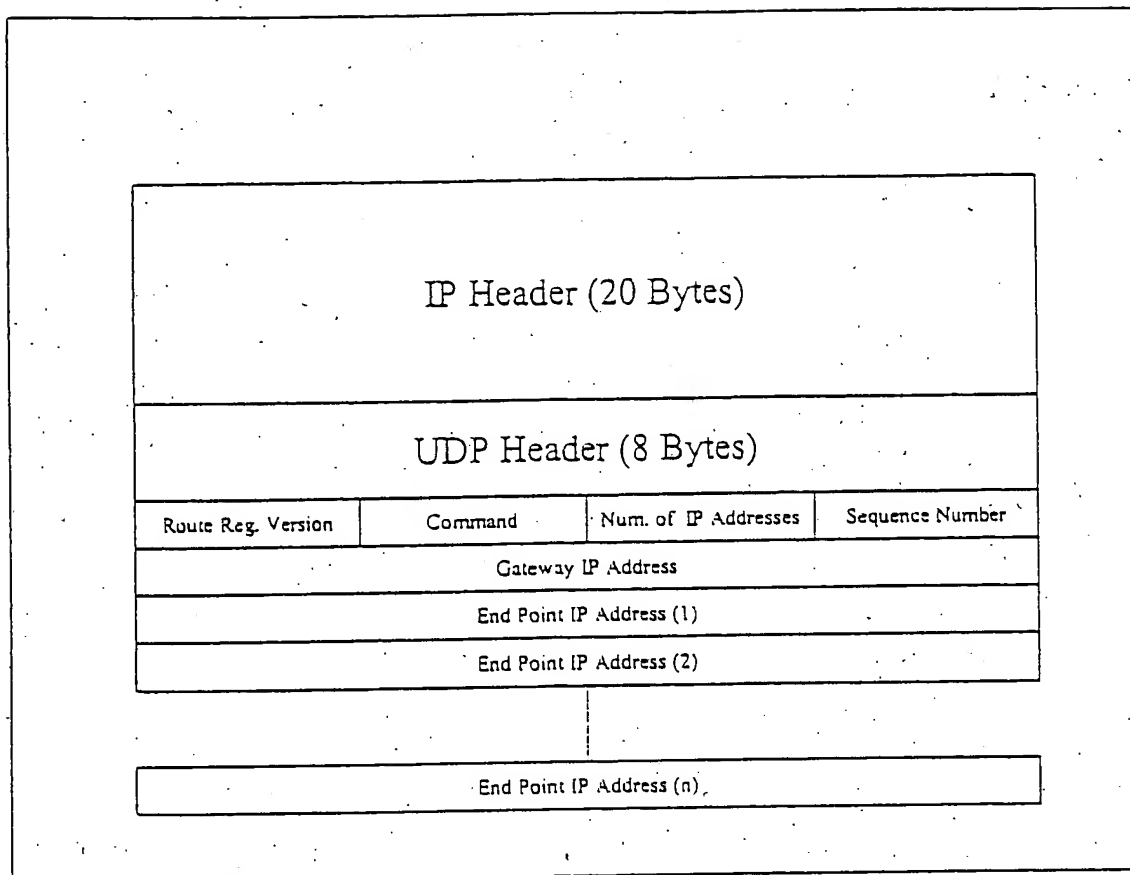 IP Header (20 Bytes)
UDP Header (8 Bytes)
Route Reg. Version Command Num. of IP Addresses Sequence Number
Gateway IP Address
End Point IP Address (1)
End Point IP Address (2)
End Point IP Address (n)